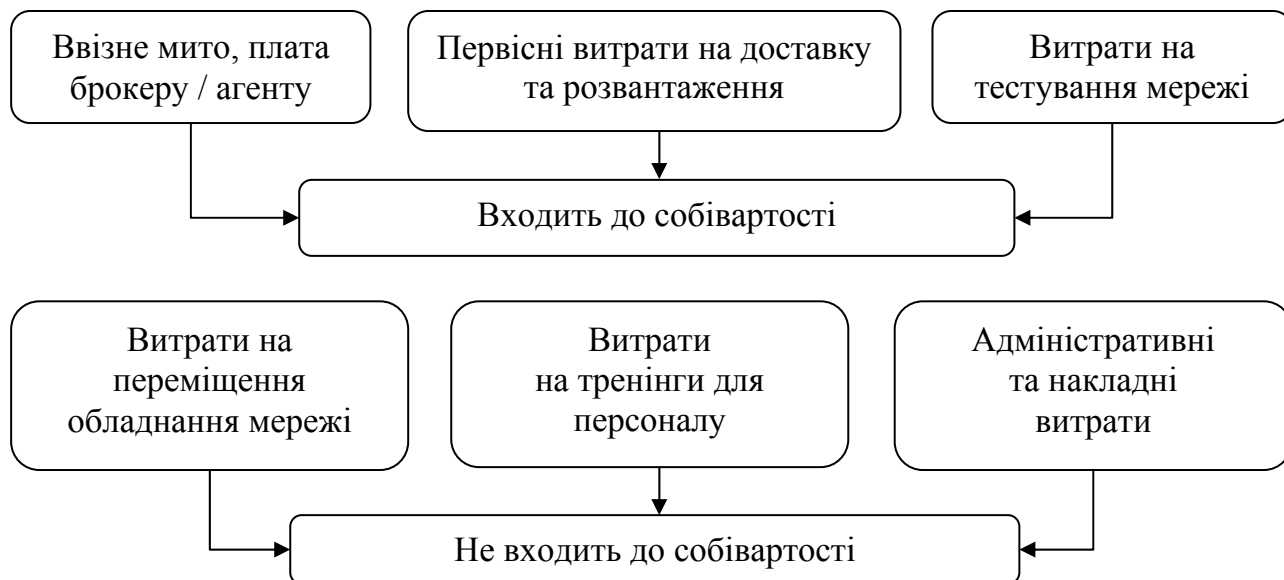 Ввізне мито, плата
брокеру / агенту
Первісні витрати на доставку
та розвантаження
Витрати на
тестування мережі
Входить до собівартості
Витрати на
переміщення
обладнання мережі
Витрати
на тренінги для
персоналу
Адміністративні
та накладні
витрати
Не входить до собівартості